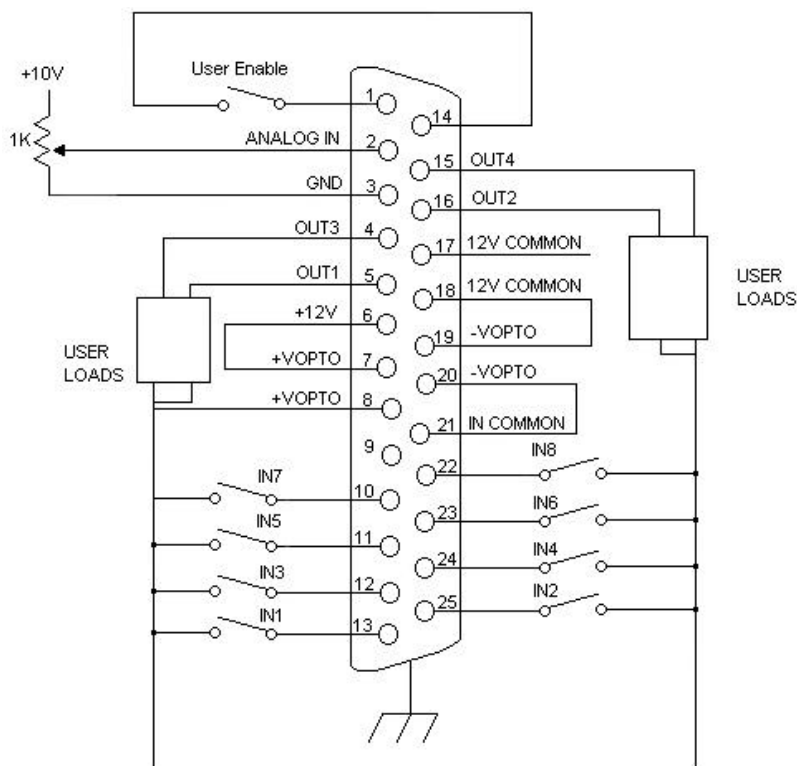 User Enable
+10V
1K
ANALOG IN
GND
OUT3
OUT1
+12V
+VOPTO
+VOPTO
USER
LOADS
IN7
IN5
IN3
IN1
1
2
3
4
5
6
7
8
9
10
11
12
13
14
15 OUT4
16 OUT2
17 12V COMMON
18 12V COMMON
19 -VOPTO
20 -VOPTO
21 IN COMMON
22 IN8
23 IN6
24 IN4
25 IN2
USER
LOADS